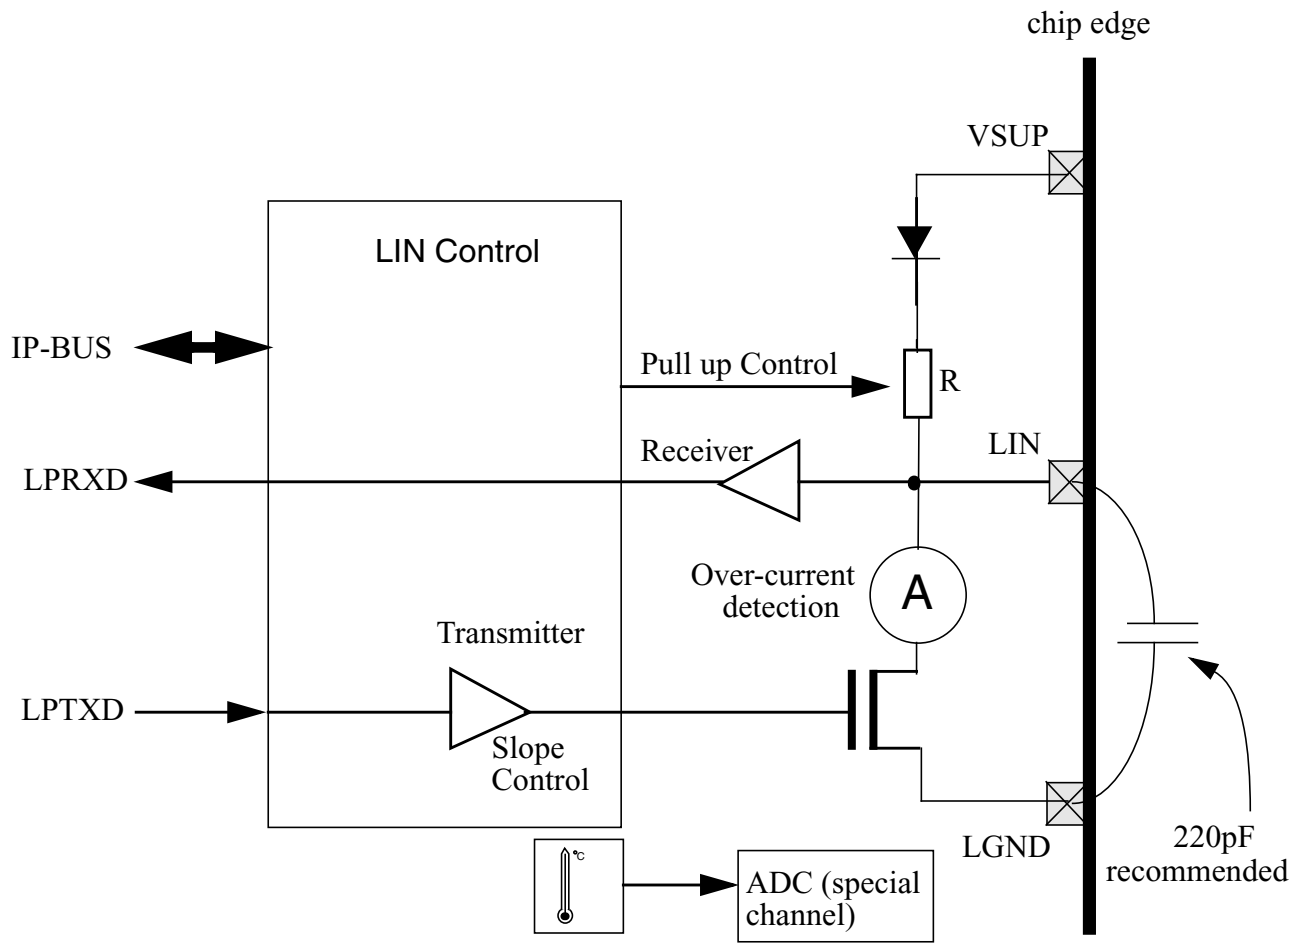 chip edge
VSUP
LIN Control
IP-BUS
Pull up Control
R
Receiver
LIN
LPRXD
Over-current
detection
A
Transmitter
LPTXD
Slope
Control
LGND
220pF
recommended
°C
ADC (special
channel)